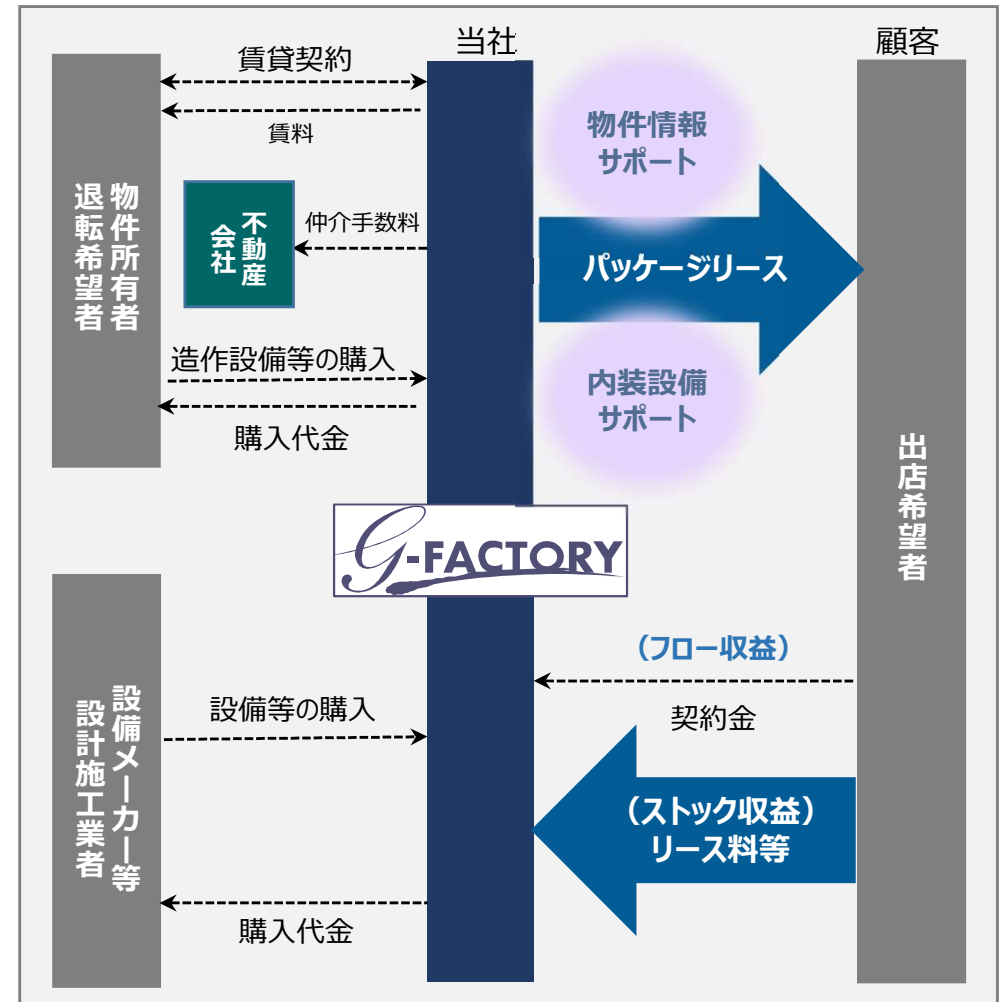 当社
顧客
賃貸契約
賃料
物件所有者
退転希望者
不動産
会社
仲介手数料
造作設備等の購入
購入代金
物件情報
サポート
パッケージリース
内装設備
サポート
出店希望者
G-FACTORY
設備メーカー等
設計施工業者
設備等の購入
購入代金
（フロー収益）
契約金
（ストック収益）
リース料等